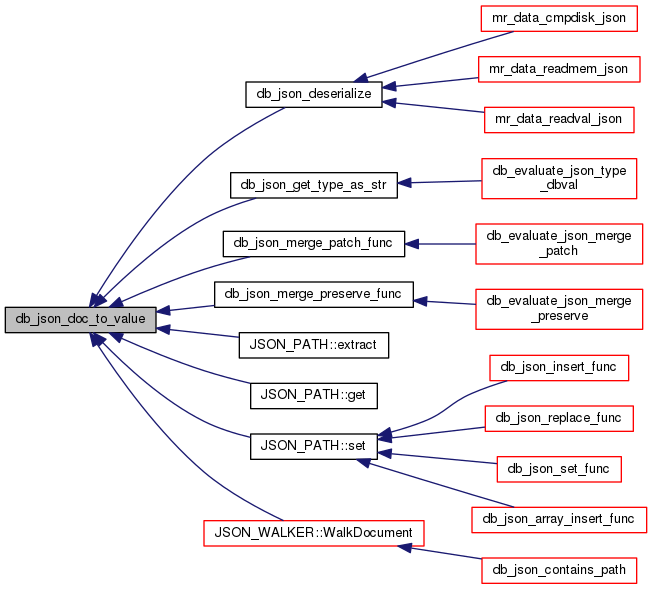 mr_data_cmpdisk_json
mr_data_readmem_json
db_json_deserialize
mr_data_readval_json
db_evaluate_json_type
_dbval
db_json_get_type_as_str
db_evaluate_json_merge
_patch
db_json_merge_patch_func
db_json_merge_preserve_func
db_evaluate_json_merge
_preserve
db_json_doc_to_value
JSON_PATH::extract
db_json_insert_func
JSON_PATH::get
db_json_replace_func
JSON_PATH::set
db_json_set_func
db_json_array_insert_func
JSON_WALKER::WalkDocument
db_json_contains_path